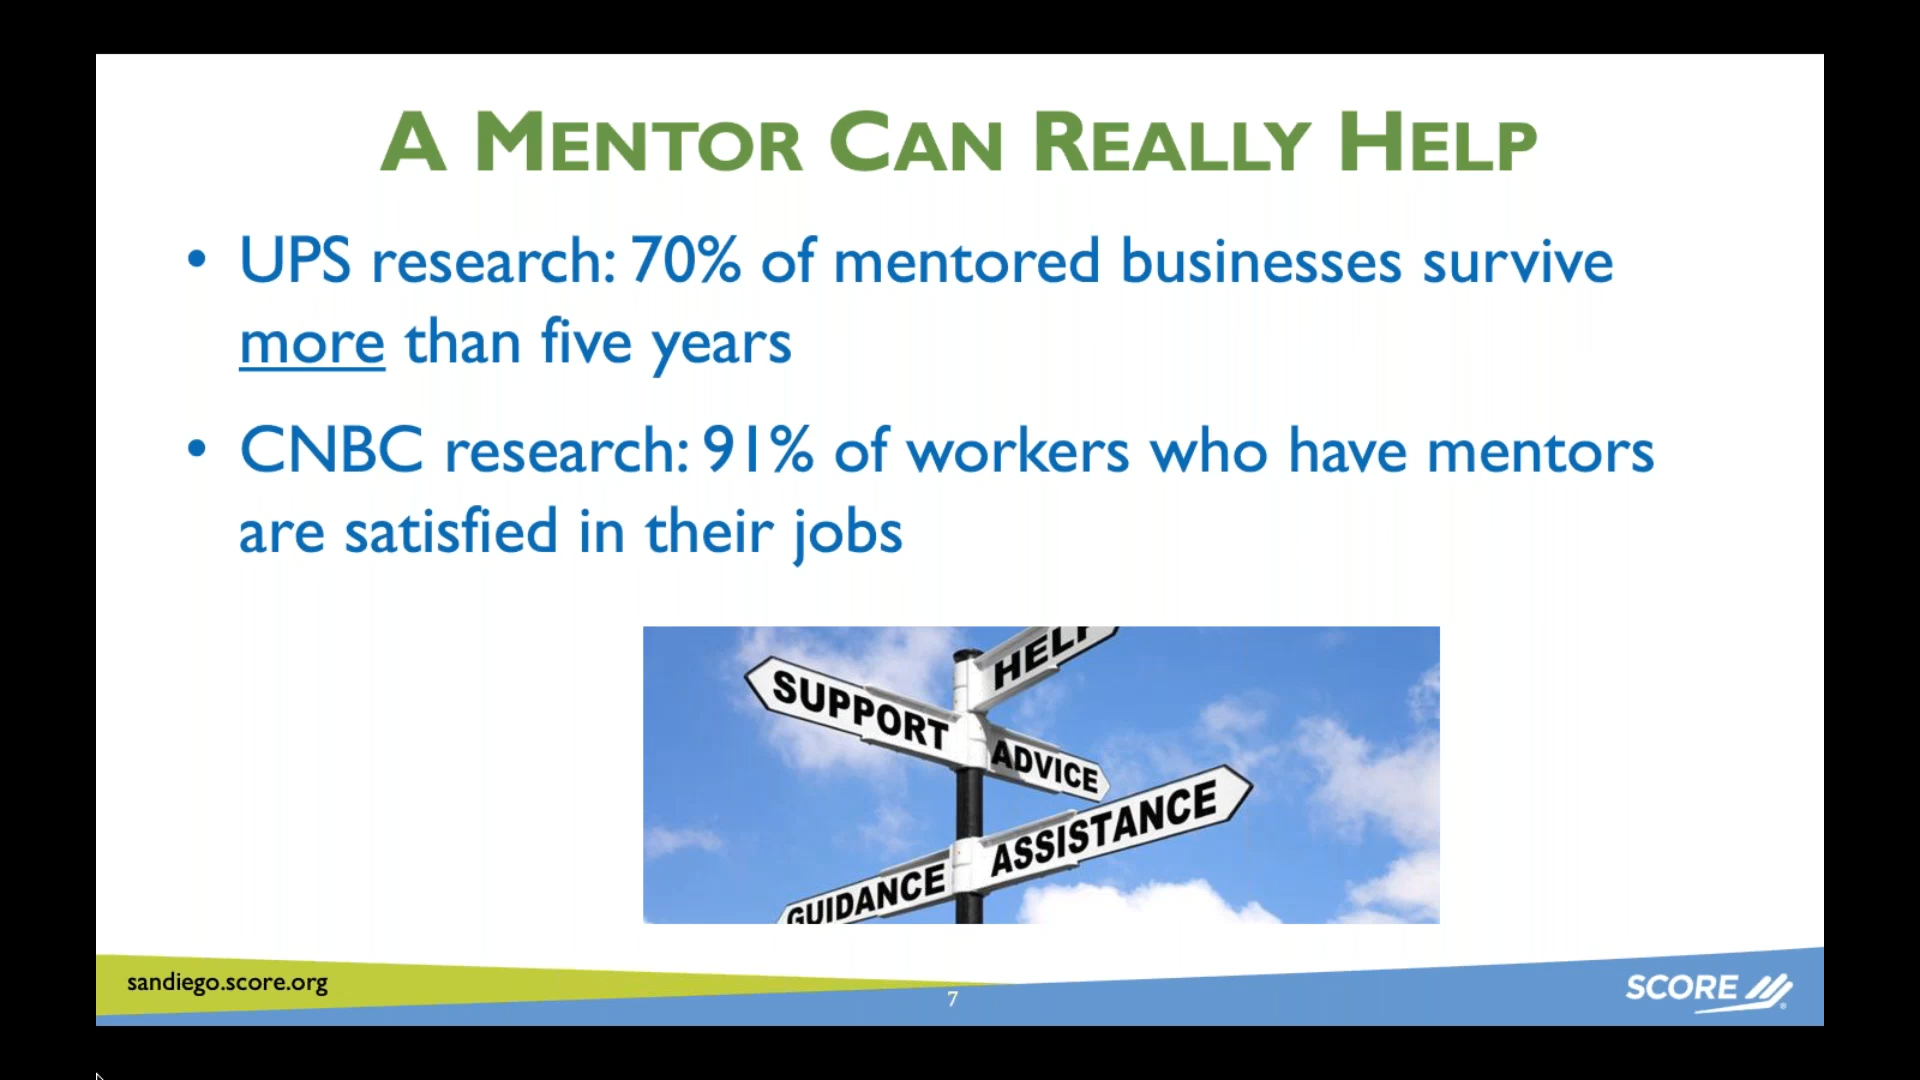 A MENTOR CAN REALLY HELP
• UPS research: 70% of mentored businesses survive
more than five years
• CNBC research: 91% of workers who have mentors
are satisfied in their jobs
HELP
SUPPORT
ADVICE
ASSISTANCE
GUIDANCE
sandiego.score.org
7
SCORE